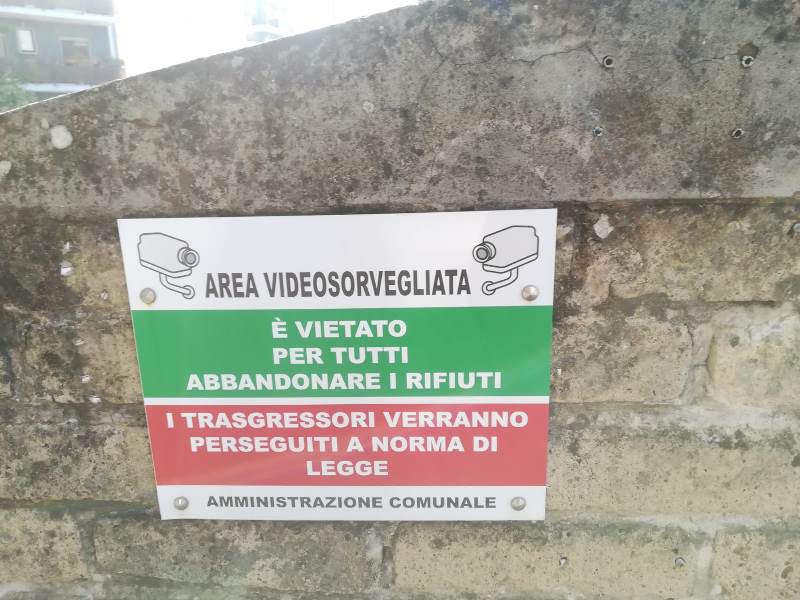 AREA VIDEOSORVEGLIATA
È VIETATO
PER TUTTI
ABBANDONARE I RIFIUTI
I TRASGRESSORI VERRANNO
PERSEGUITI A NORMA DI
LEGGE
AMMINISTRAZIONE COMUNALE